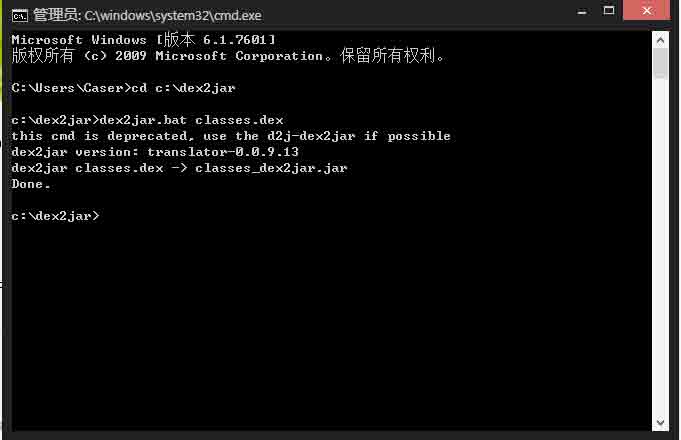 管理员: C:\windows\system32\cmd.exe
Microsoft Windows [版本 6.1.7601]
版权所有 (c) 2009 Microsoft Corporation。保留所有权利。
C:\Users\Caser>cd c:\dex2jar
c:\dex2jar>dex2jar.bat classes.dex
this cmd is deprecated, use the d2j-dex2jar if possible
dex2jar version: translator-0.0.9.13
dex2jar classes.dex -> classes_dex2jar.jar
Done.
c:\dex2jar>